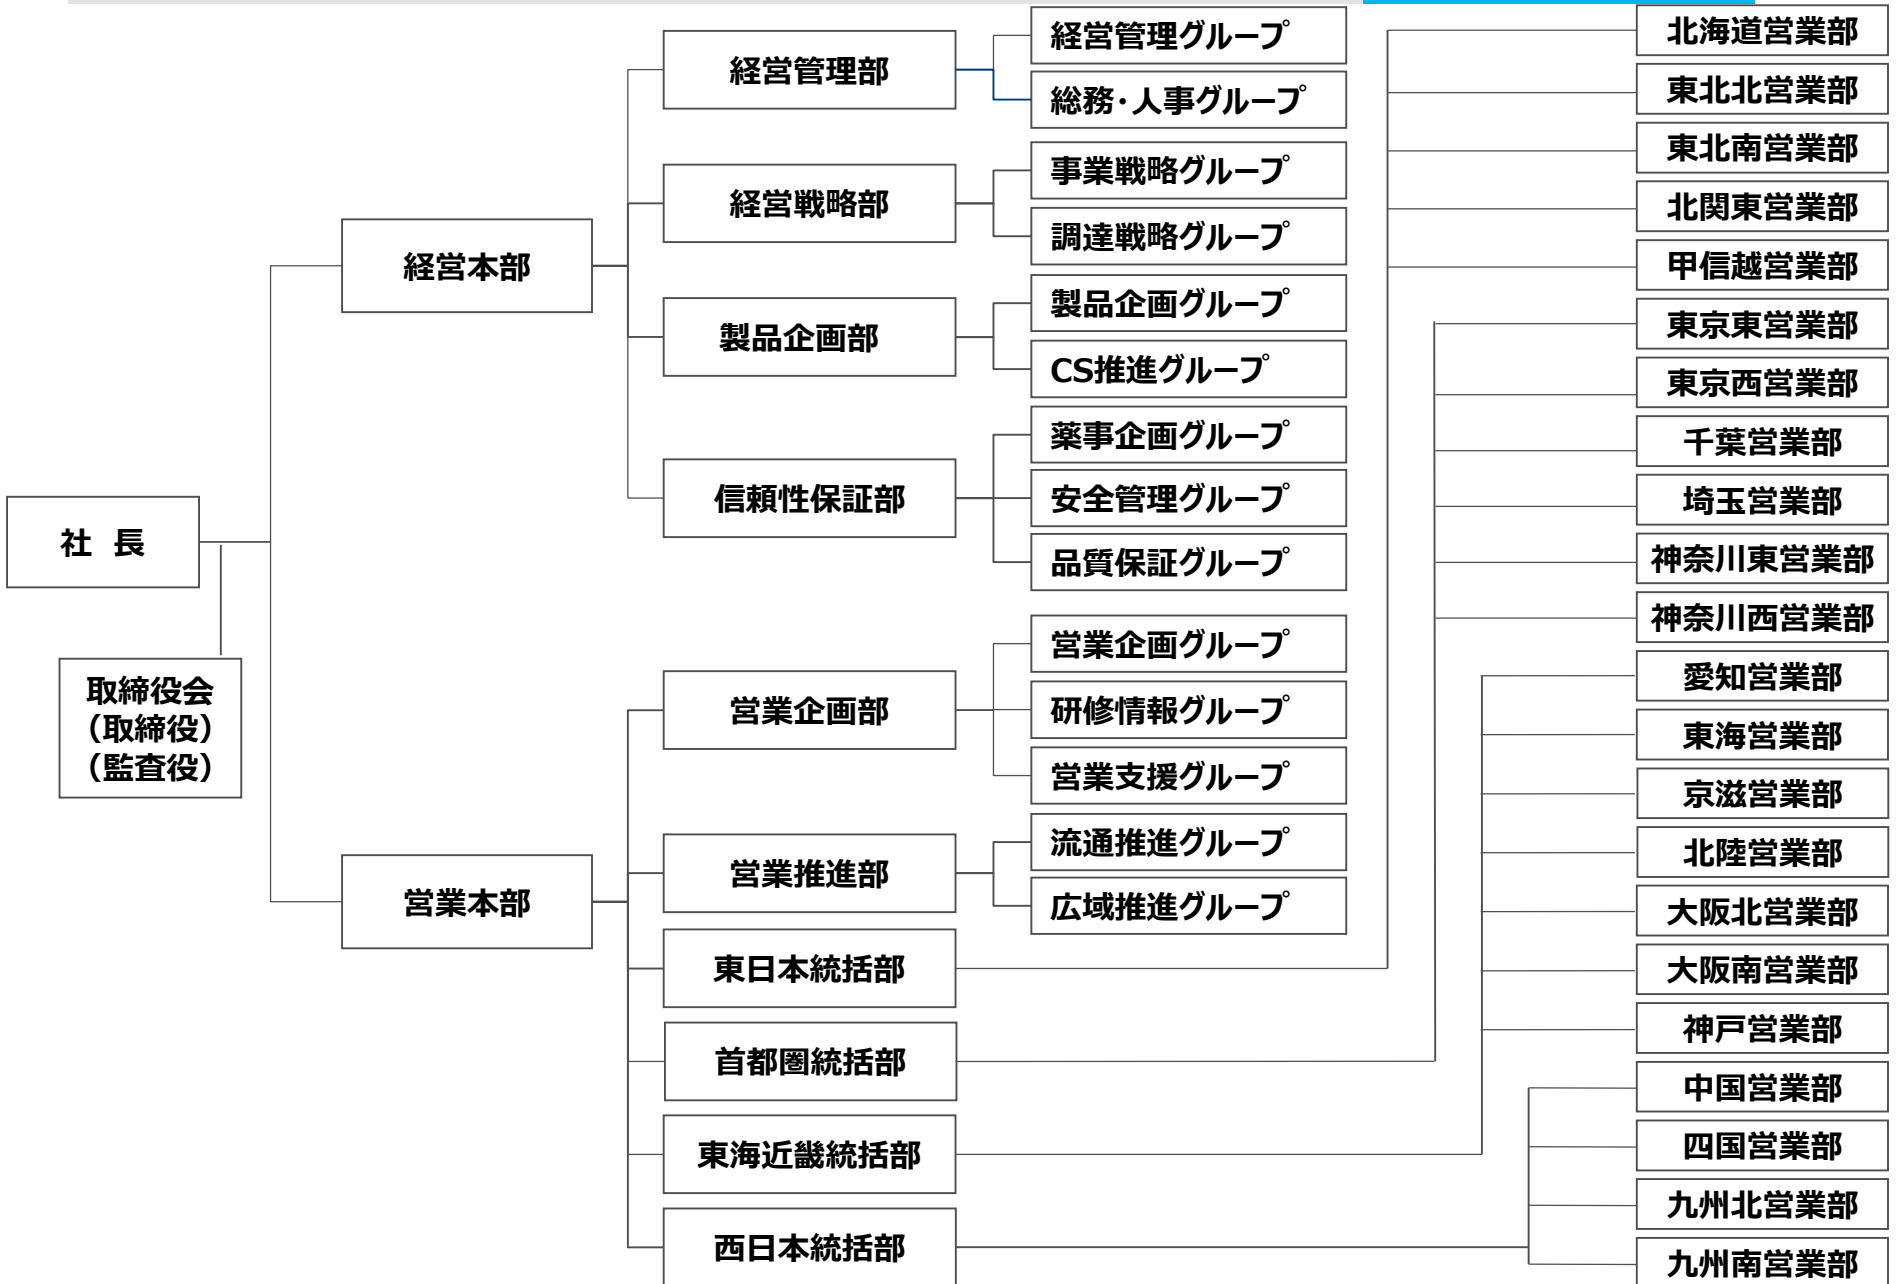 社 長
取締役会
(取締役)
(監査役)
経営本部
営業本部
経営管理部
経営戦略部
製品企画部
信頼性保証部
営業企画部
営業推進部
東日本統括部
首都圏統括部
東海近畿統括部
西日本統括部
経営管理グループ
総務・人事グループ
事業戦略グループ
調達戦略グループ
製品企画グループ
CS推進グループ
薬事企画グループ
安全管理グループ
品質保証グループ
営業企画グループ
研修情報グループ
営業支援グループ
流通推進グループ
広域推進グループ
北海道営業部
東北北営業部
東北南営業部
北関東営業部
甲信越営業部
東京東営業部
東京西営業部
千葉営業部
埼玉営業部
神奈川東営業部
神奈川西営業部
愛知営業部
東海営業部
京滋営業部
北陸営業部
大阪北営業部
大阪南営業部
神戸営業部
中国営業部
四国営業部
九州北営業部
九州南営業部